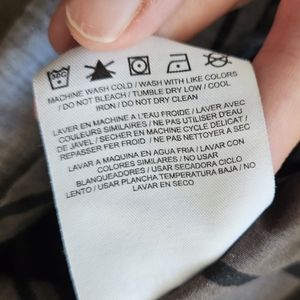 MACHINE WASH COLD / WASH WITH LIKE COLORS
/ DO NOT BLEACH / TUMBLE DRY LOW / COOL
IRON / DO NOT DRY CLEAN
LAVER EN MACHINE A L'EAU FROIDE / LAVER AVEC
COULEURS SIMILAIRES / NE PAS UTILISER D'EAU
DE JAVEL / SECHER EN MACHINE CYCLE DELICAT /
REPASSER FER FROID / NE PAS NETTOYER A SEC
LAVAR A MAQUINA EN AGUA FRIA / LAVAR CON
COLORES SIMILARES / NO USAR
BLANQUEADORES / USAR SECADORA CICLO
LENTO / USAR PLANCHA TEMPERATURA BAJA / NO
LAVAR EN SECO